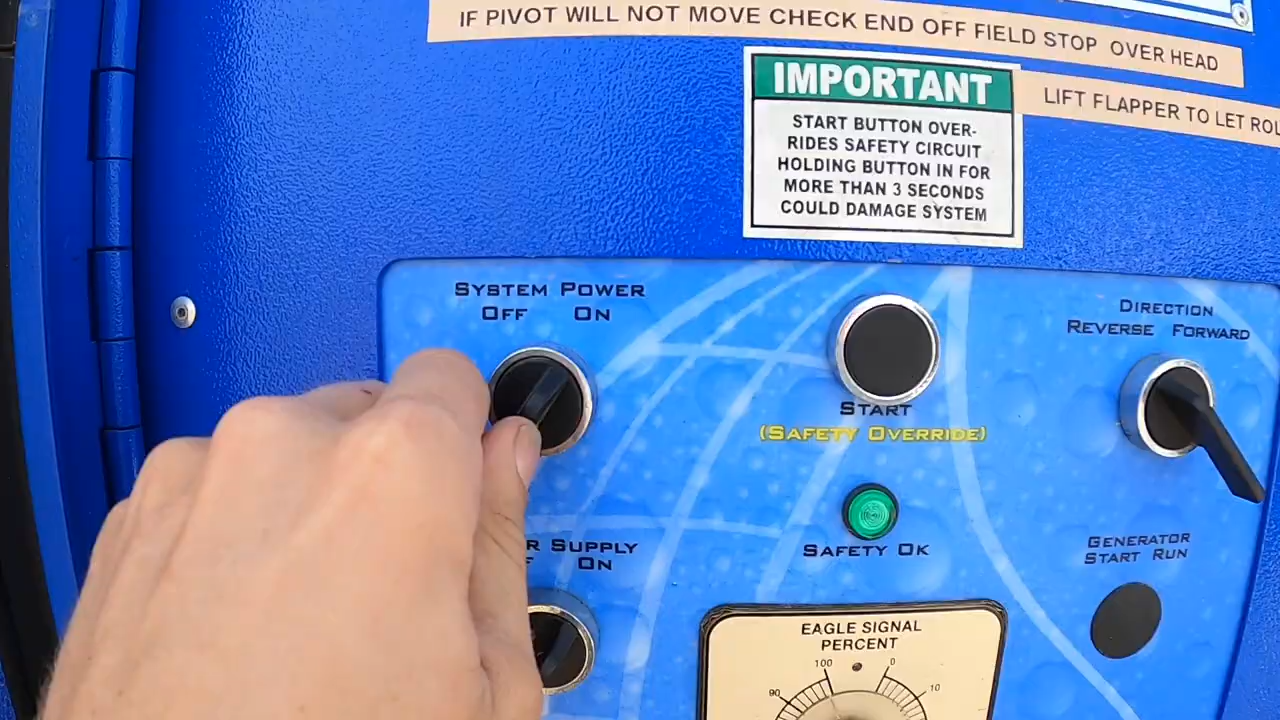 IF PIVOT WILL NOT MOVE CHECK END OFF FIELD STOP OVER HEAD
IMPORTANT
START BUTTON OVER-
RIDES SAFETY CIRCUIT
HOLDING BUTTON IN FOR
MORE THAN 3 SECONDS
COULD DAMAGE SYSTEM
LIFT FLAPPER TO LET
SYSTEM POWER
OFF ON
START
(SAFETY OVERRIDE)
DIRECTION
REVERSE FORWARD
SUPPLY
ON
SAFETY OK
GENERATOR
START RUN
EAGLE SIGNAL
PERCENT
100 0
90 10